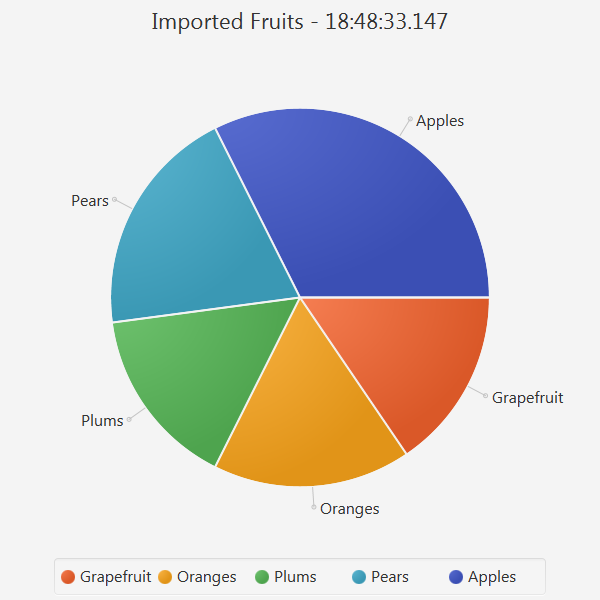 Imported Fruits - 18:48:33.147
Apples
Pears
Grapefruit
Plums
Oranges
Grapefruit Oranges Plums Pears Apples